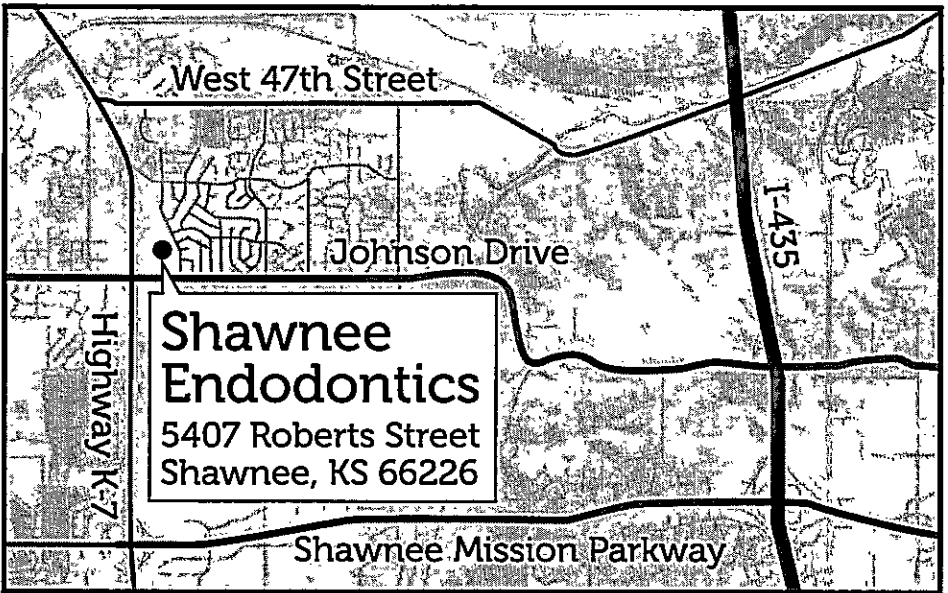 West 47th Street
I-435
Johnson Drive
Highway K-7
Shawnee
Endodontics
5407 Roberts Street
Shawnee, KS 66226
Shawnee Mission Parkway